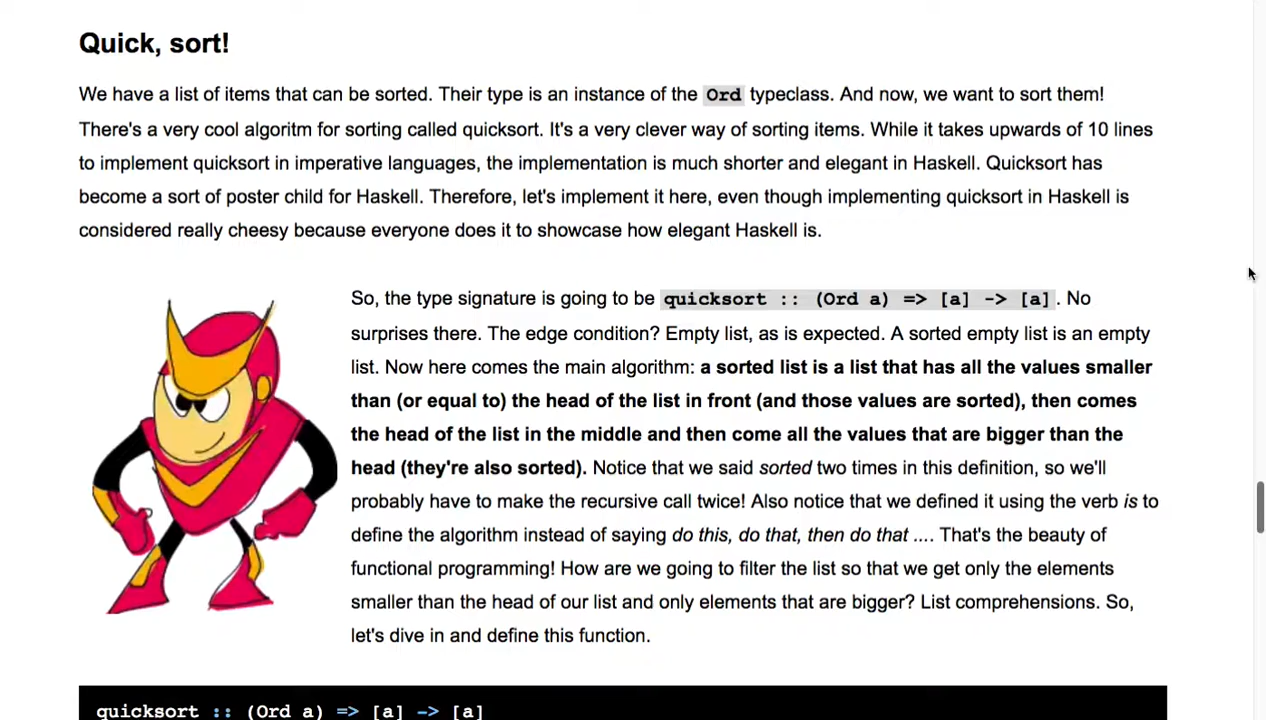 Quick, sort!
We have a list of items that can be sorted. Their type is an instance of the Ord typeclass. And now, we want to sort them!
There's a very cool algoritm for sorting called quicksort. It's a very clever way of sorting items. While it takes upwards of 10 lines
to implement quicksort in imperative languages, the implementation is much shorter and elegant in Haskell. Quicksort has
become a sort of poster child for Haskell. Therefore, let's implement it here, even though implementing quicksort in Haskell is
considered really cheesy because everyone does it to showcase how elegant Haskell is.
So, the type signature is going to be quicksort :: (Ord a) => [a] -> [a]. No
surprises there. The edge condition? Empty list, as is expected. A sorted empty list is an empty
list. Now here comes the main algorithm: a sorted list is a list that has all the values smaller
than (or equal to) the head of the list in front (and those values are sorted), then comes
the head of the list in the middle and then come all the values that are bigger than the
head (they're also sorted). Notice that we said sorted two times in this definition, so we'll
probably have to make the recursive call twice! Also notice that we defined it using the verb is to
define the algorithm instead of saying do this, do that, then do that .... That's the beauty of
functional programming! How are we going to filter the list so that we get only the elements
smaller than the head of our list and only elements that are bigger? List comprehensions. So,
let's dive in and define this function.
quicksort :: (Ord a) => [a] -> [a]